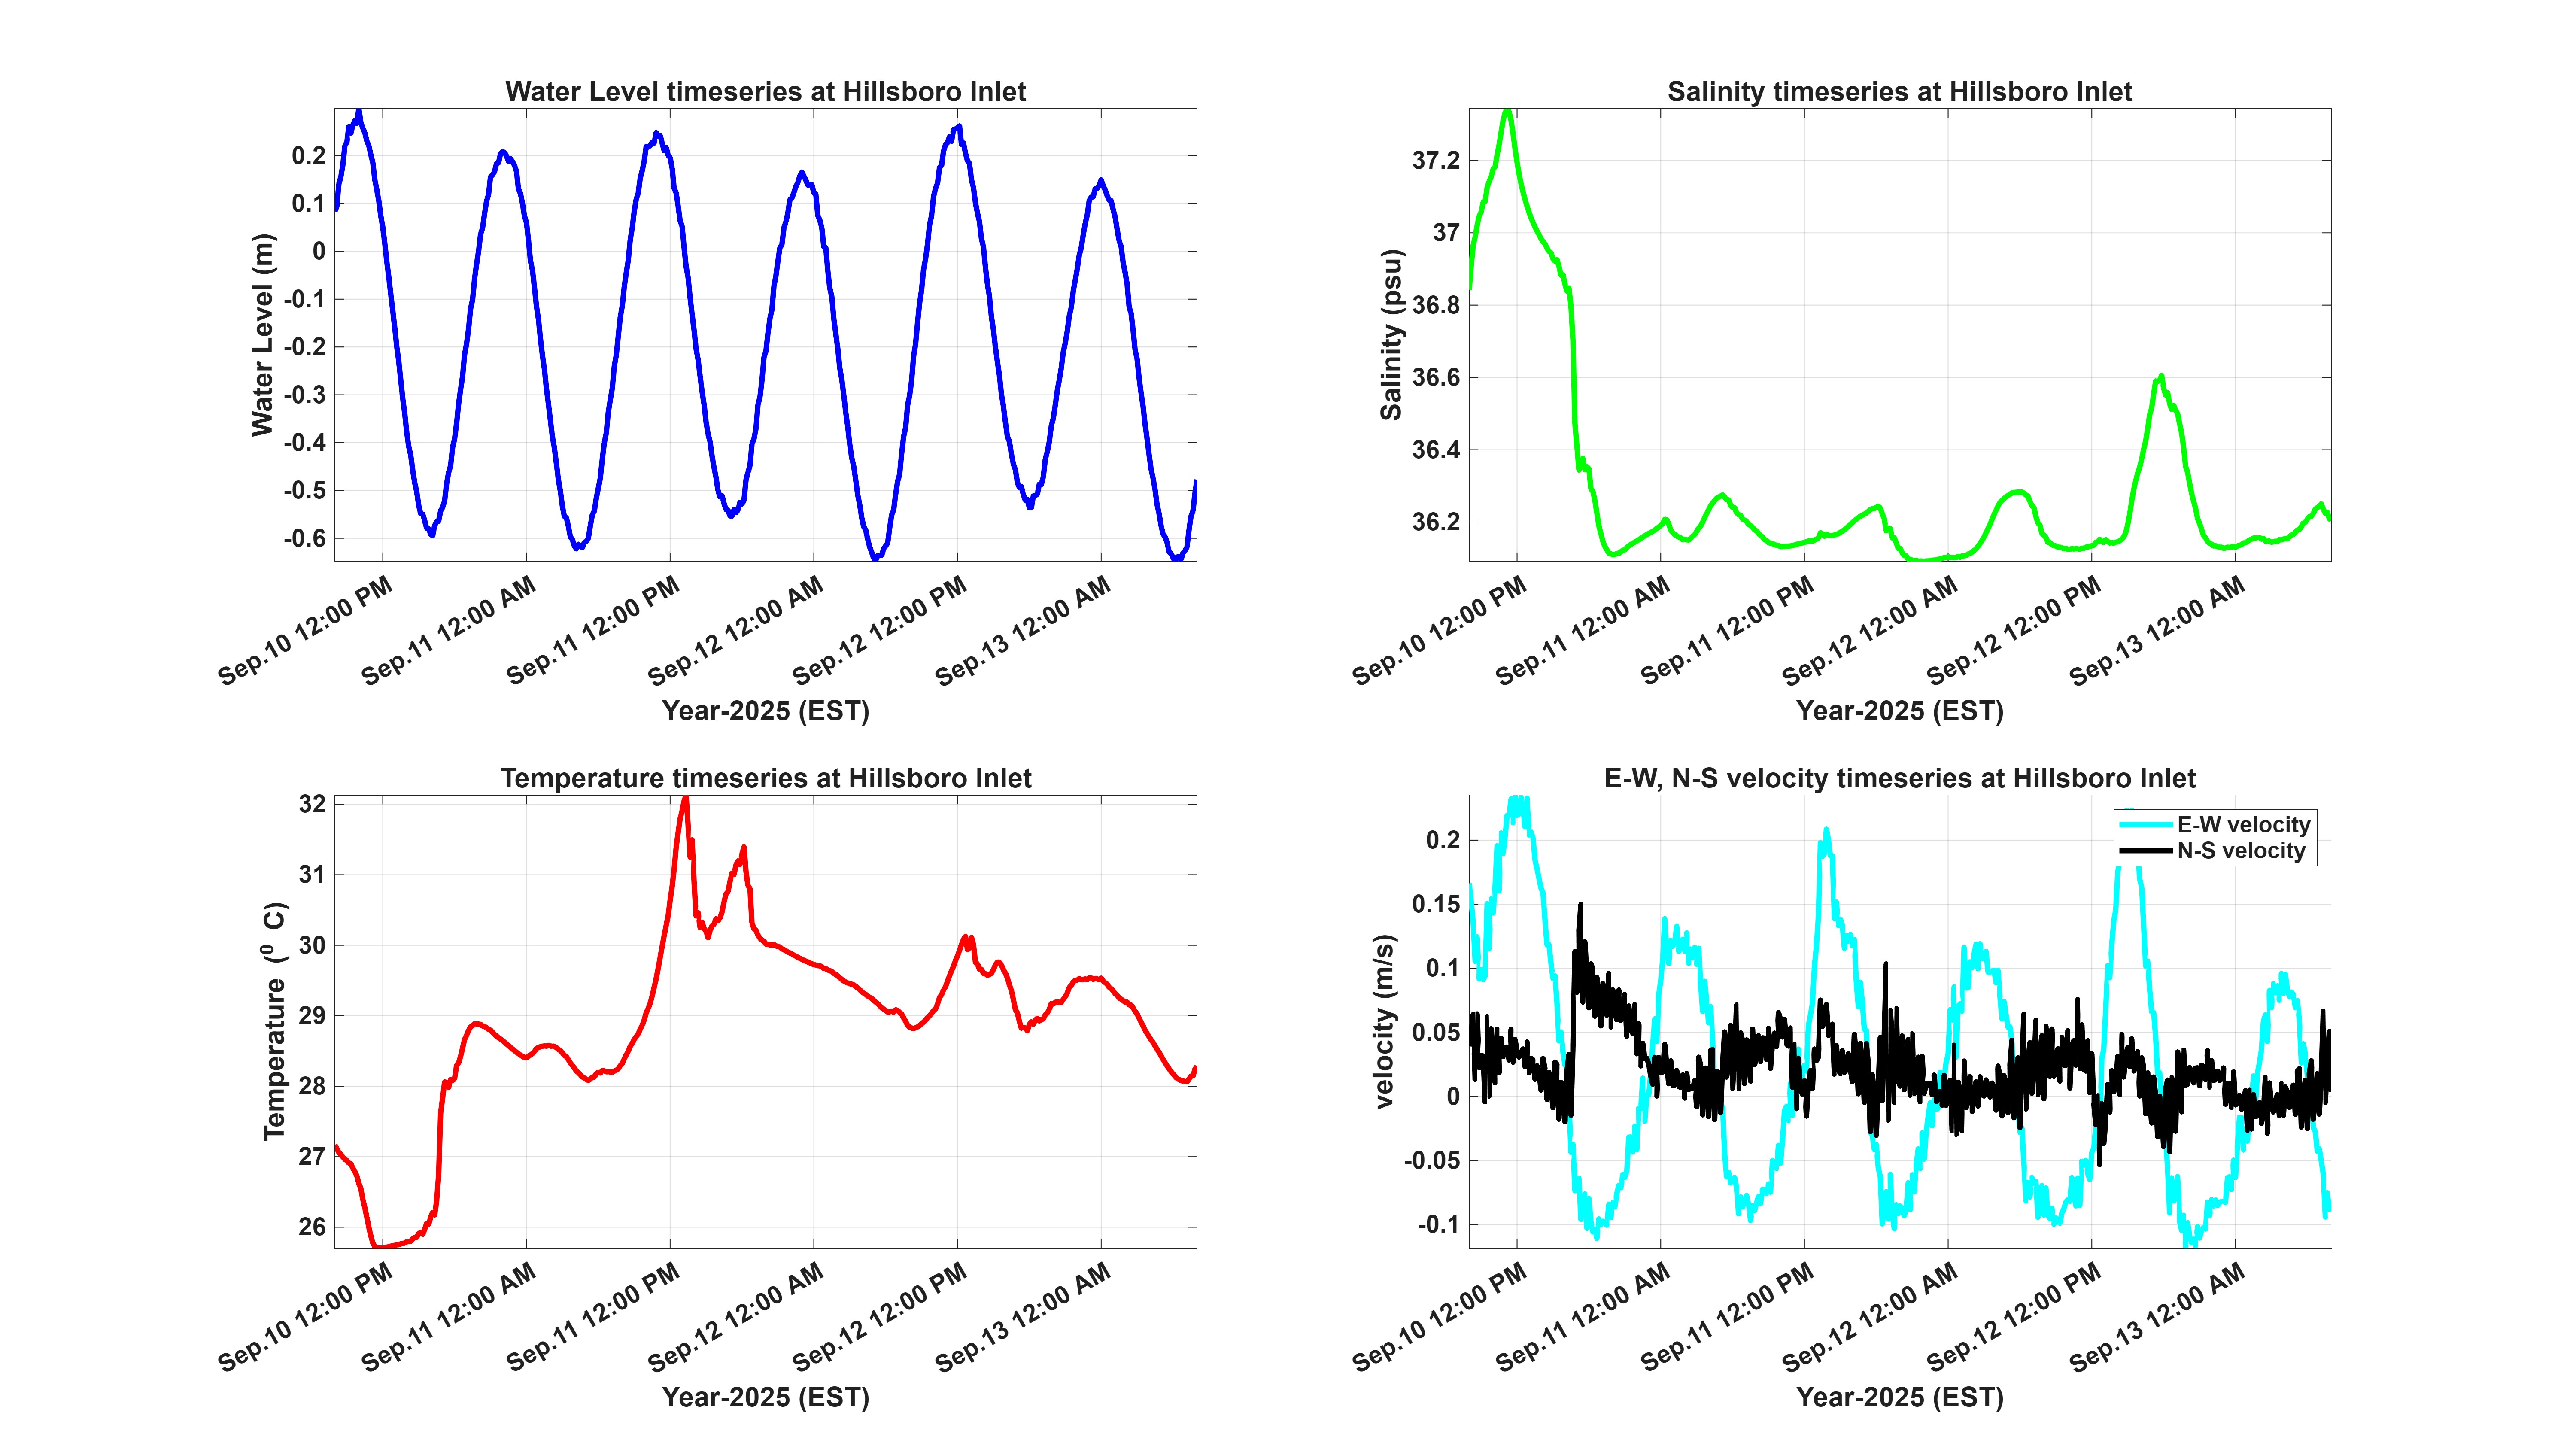 Water Level timeseries at Hillsboro Inlet
Water Level (m)
0.2
0.1
0
-0.1
-0.2
-0.3
-0.4
-0.5
-0.6
Sep.10 12:00 PM
Sep.11 12:00 AM
Sep.11 12:00 PM
Sep.12 12:00 AM
Sep.12 12:00 PM
Sep.13 12:00 AM
Year-2025 (EST)
Salinity timeseries at Hillsboro Inlet
Salinity (psu)
37.2
37
36.8
36.6
36.4
36.2
Sep.10 12:00 PM
Sep.11 12:00 AM
Sep.11 12:00 PM
Sep.12 12:00 AM
Sep.12 12:00 PM
Sep.13 12:00 AM
Year-2025 (EST)
Temperature timeseries at Hillsboro Inlet
Temperature (⁰ C)
32
31
30
29
28
27
26
Sep.10 12:00 PM
Sep.11 12:00 AM
Sep.11 12:00 PM
Sep.12 12:00 AM
Sep.12 12:00 PM
Sep.13 12:00 AM
Year-2025 (EST)
E-W, N-S velocity timeseries at Hillsboro Inlet
velocity (m/s)
0.2
0.15
0.1
0.05
0
-0.05
-0.1
E-W velocity
N-S velocity
Sep.10 12:00 PM
Sep.11 12:00 AM
Sep.11 12:00 PM
Sep.12 12:00 AM
Sep.12 12:00 PM
Sep.13 12:00 AM
Year-2025 (EST)